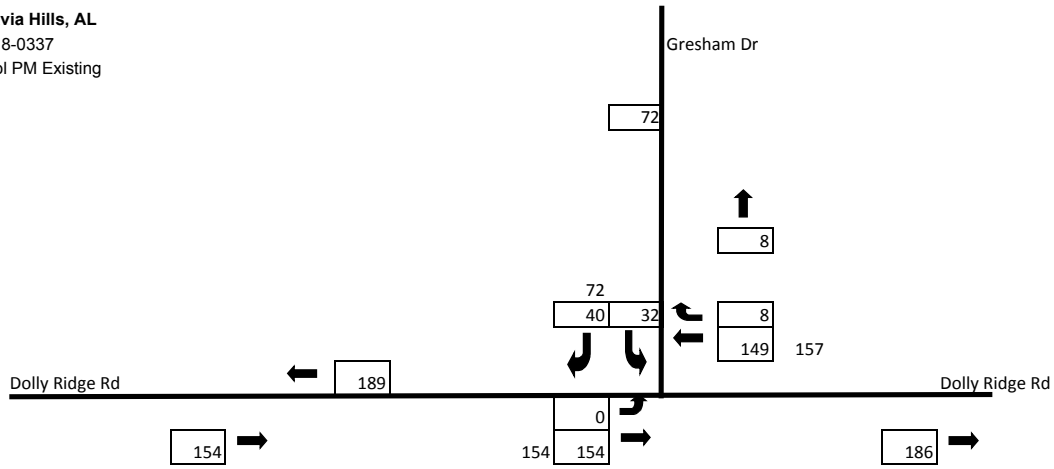 via Hills, AL
8-0337
ol PM Existing
Gresham Dr
72
8
72
40 32 8
149 157
Dolly Ridge Rd 189 Dolly Ridge Rd
0
154 154 154 186